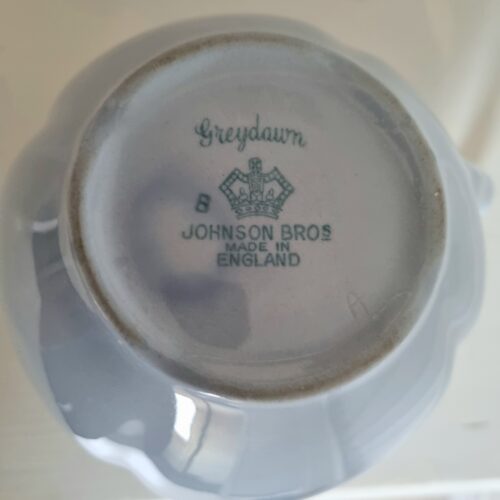 Greydawn
8
JOHNSON BROS
MADE IN
ENGLAND
A